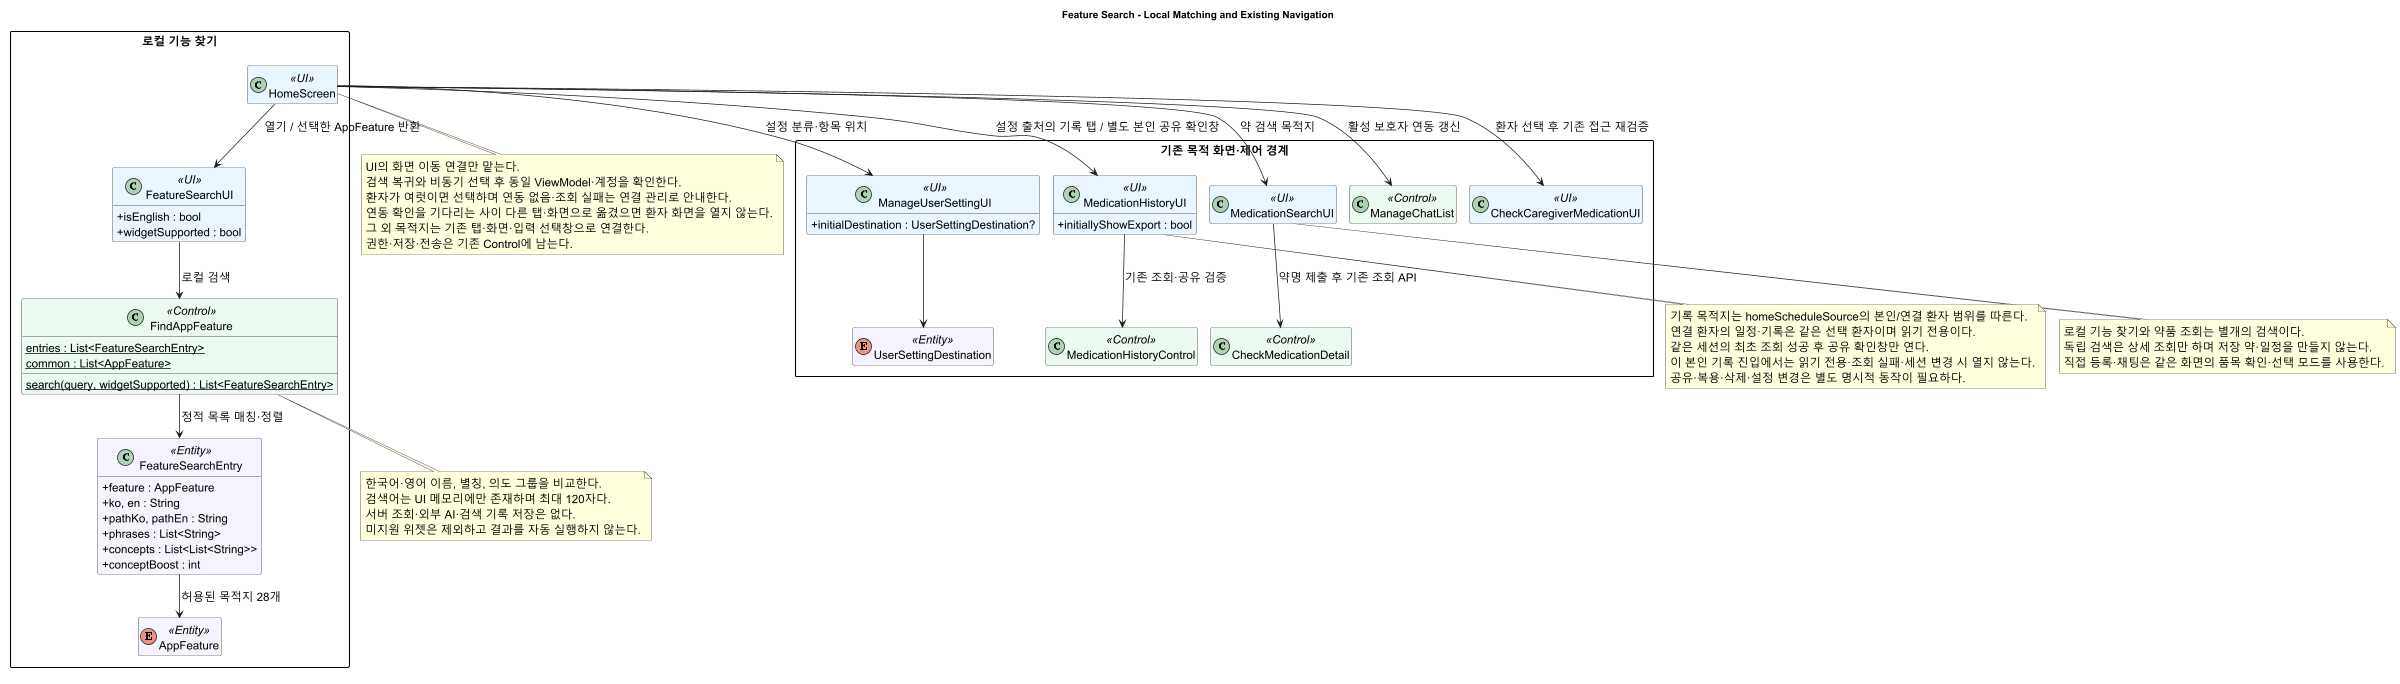 Feature Search - Local Matching and Existing Navigation
로컬 기능 찾기
«UI»
C HomeScreen
열기 / 선택한 AppFeature 반환
설정 분류·항목 위치
설정 출처의 기록 탭 / 별도 본인 공유 확인창
약 검색 목적지
활성 보호자 연동 갱신
환자 선택 후 기존 접근 재검증
UI의 화면 이동 연결만 맡는다.
검색 복귀와 비동기 선택 후 동일 ViewModel·계정을 확인한다.
환자가 여럿이면 선택하며 연동 없음·조회 실패는 연결 관리로 안내한다.
연동 확인을 기다리는 사이 다른 탭·화면으로 옮겼으면 환자 화면을 열지 않는다.
그 외 목적지는 기존 탭·화면·입력 선택창으로 연결한다.
권한·저장·전송은 기존 Control에 남는다.
기존 목적 화면·제어 경계
«UI»
C FeatureSearchUI
+isEnglish : bool
+widgetSupported : bool
«UI»
C ManageUserSettingUI
+initialDestination : UserSettingDestination?
«UI»
C MedicationHistoryUI
+initiallyShowExport : bool
«UI»
C MedicationSearchUI
«Control»
C ManageChatList
«UI»
C CheckCaregiverMedicationUI
로컬 검색
기존 조회·공유 검증
약명 제출 후 기존 조회 API
«Control»
C FindAppFeature
entries : List<FeatureSearchEntry>
common : List<AppFeature>
search(query, widgetSupported) : List<FeatureSearchEntry>
«Entity»
E UserSettingDestination
«Control»
C MedicationHistoryControl
«Control»
C CheckMedicationDetail
기록 목적지는 homeScheduleSource의 본인/연결 환자 범위를 따른다.
연결 환자의 일정·기록은 같은 선택 환자이며 읽기 전용이다.
같은 세션의 최초 조회 성공 후 공유 확인창만 연다.
이 본인 기록 진입에서는 읽기 전용·조회 실패·세션 변경 시 열지 않는다.
공유·복용·삭제·설정 변경은 별도 명시적 동작이 필요하다.
로컬 기능 찾기와 약품 조회는 별개의 검색이다.
독립 검색은 상세 조회만 하며 저장 약·일정을 만들지 않는다.
직접 등록·채팅은 같은 화면의 품목 확인·선택 모드를 사용한다.
정적 목록 매칭·정렬
«Entity»
C FeatureSearchEntry
+feature : AppFeature
+ko, en : String
+pathKo, pathEn : String
+phrases : List<String>
+concepts : List<List<String>>
+conceptBoost : int
한국어·영어 이름, 별칭, 의도 그룹을 비교한다.
검색어는 UI 메모리에만 존재하며 최대 120자다.
서버 조회·외부 AI·검색 기록 저장은 없다.
미지원 위젯은 제외하고 결과를 자동 실행하지 않는다.
허용된 목적지 28개
«Entity»
E AppFeature